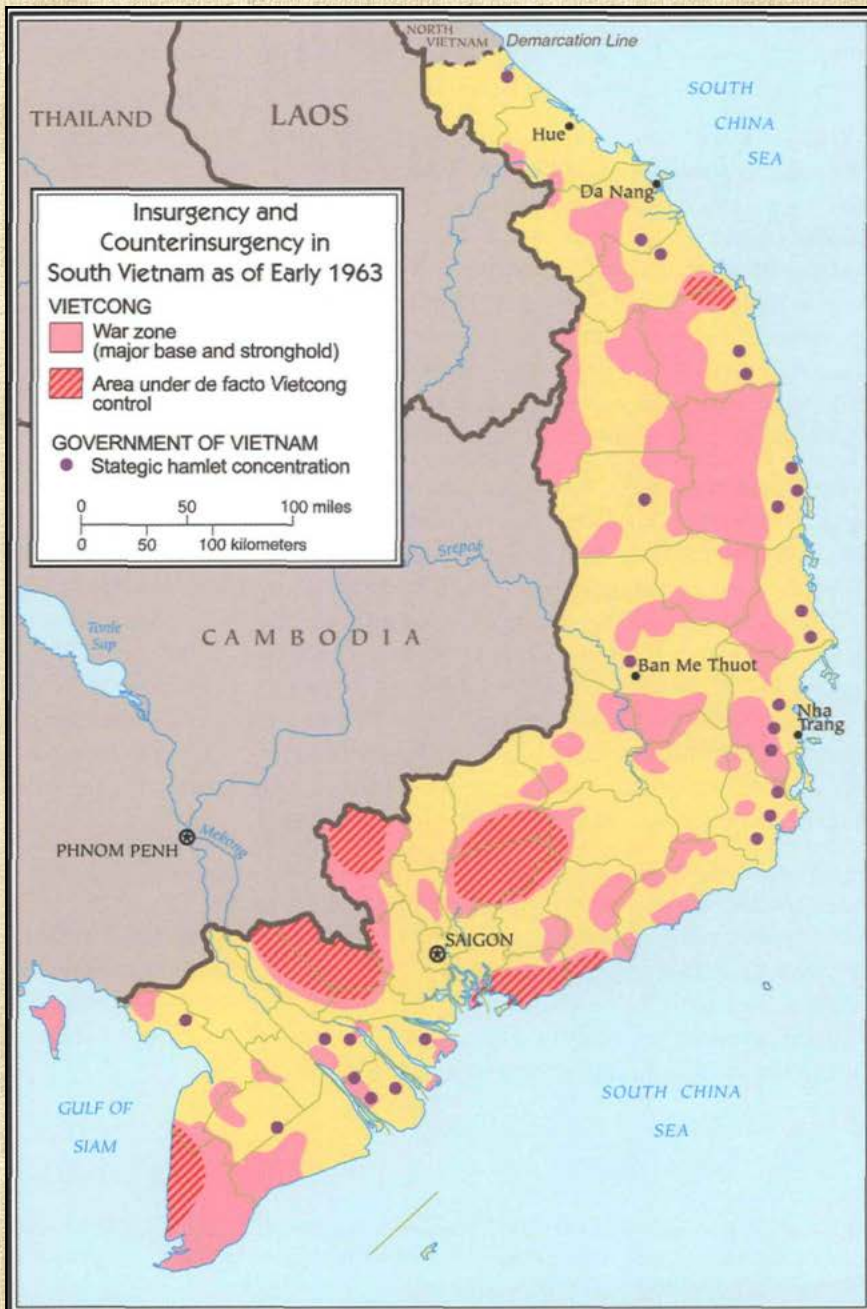 NORTH
VIETNAM
Demarcation Line
THAILAND
LAOS
SOUTH
CHINA
SEA
Hue
Da Nang
Insurgency and
Counterinsurgency in
South Vietnam as of Early 1963
VIETCONG
War zone
(major base and stronghold)
Area under de facto Vietcong
control
GOVERNMENT OF VIETNAM
Stategic hamlet concentration
0 50 100 miles
0 50 100 kilometers
Srepok
Tonle
Sap
CAMBODIA
Ban Me Thuot
Nha
Trang
PHNOM PENH
Mekong
SAIGON
GULF OF
SIAM
SOUTH CHINA
SEA